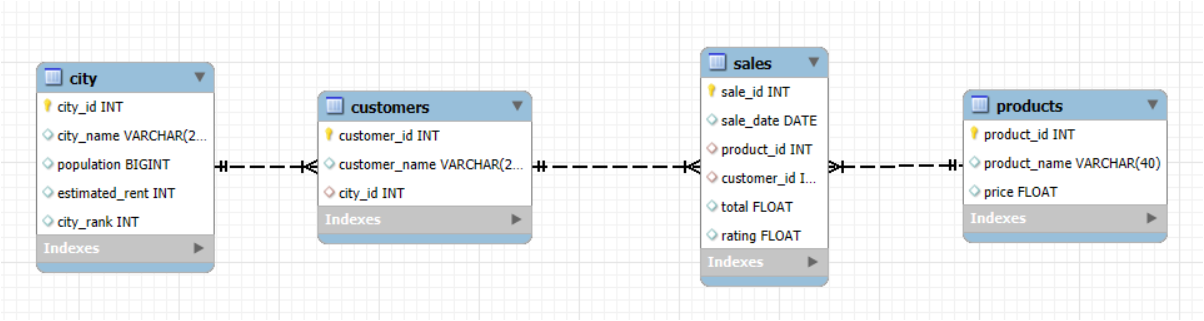 city
city_id INT
city_name VARCHAR(2...
population BIGINT
estimated_rent INT
city_rank INT
Indexes
customers
customer_id INT
customer_name VARCHAR(2...
city_id INT
Indexes
sales
sale_id INT
sale_date DATE
product_id INT
customer_id I...
total FLOAT
rating FLOAT
Indexes
products
product_id INT
product_name VARCHAR(40)
price FLOAT
Indexes